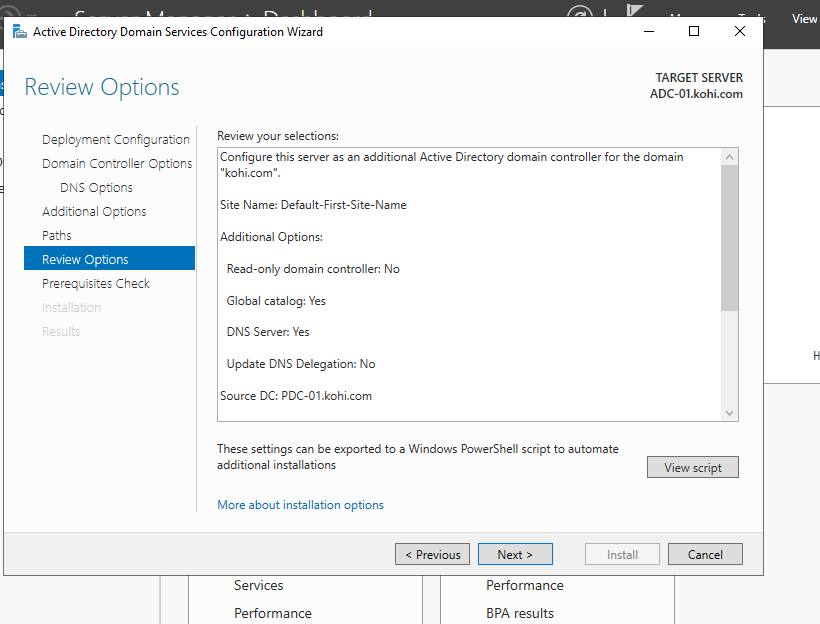 Server Manager Dashboard
View
Active Directory Domain Services Configuration Wizard
Review Options
TARGET SERVER
ADC-01.kohi.com
Deployment Configuration
Domain Controller Options
DNS Options
Additional Options
Paths
Review Options
Prerequisites Check
Installation
Results
Review your selections:
Configure this server as an additional Active Directory domain controller for the domain
"kohi.com".
Site Name: Default-First-Site-Name
Additional Options:
Read-only domain controller: No
Global catalog: Yes
DNS Server: Yes
Update DNS Delegation: No
Source DC: PDC-01.kohi.com
These settings can be exported to a Windows PowerShell script to automate
additional installations
View script
More about installation options
< Previous
Next >
Install
Cancel
H
Services
Performance
Performance
BPA results